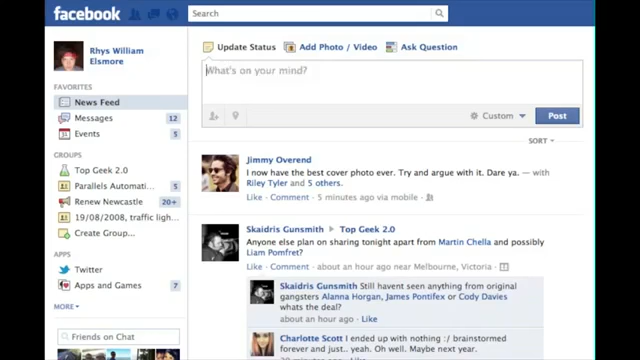 facebook
Search
Rhys William
Elsmore
FAVORITES
News Feed
Messages 12
Events 5
GROUPS
Top Geek 2.0
Parallels Automati... 5
Renew Newcastle 20+
19/08/2008, traffic ligh...
Create Group...
APPS
Twitter
Apps and Games 7
MORE
Friends on Chat
Update Status Add Photo / Video Ask Question
What's on your mind?
Custom Post
SORT
Jimmy Overend
I now have the best cover photo ever. Try and argue with it. Dare ya. — with
Riley Tyler and 5 others.
Like · Comment · 5 minutes ago via mobile ·
Skaidris Gunsmith Top Geek 2.0
Anyone else plan on sharing tonight apart from Martin Chella and possibly
Liam Pomfret?
Like · Comment · about an hour ago near Melbourne, Victoria ·
Skaidris Gunsmith Still havent seen anything from original
gangsters Alanna Horgan, James Pontifex or Cody Davies
whats the deal?
about an hour ago · Like
Charlotte Scott I ended up with nothing :/ brainstormed
forever and just.. yeah. Oh well. Maybe next year.